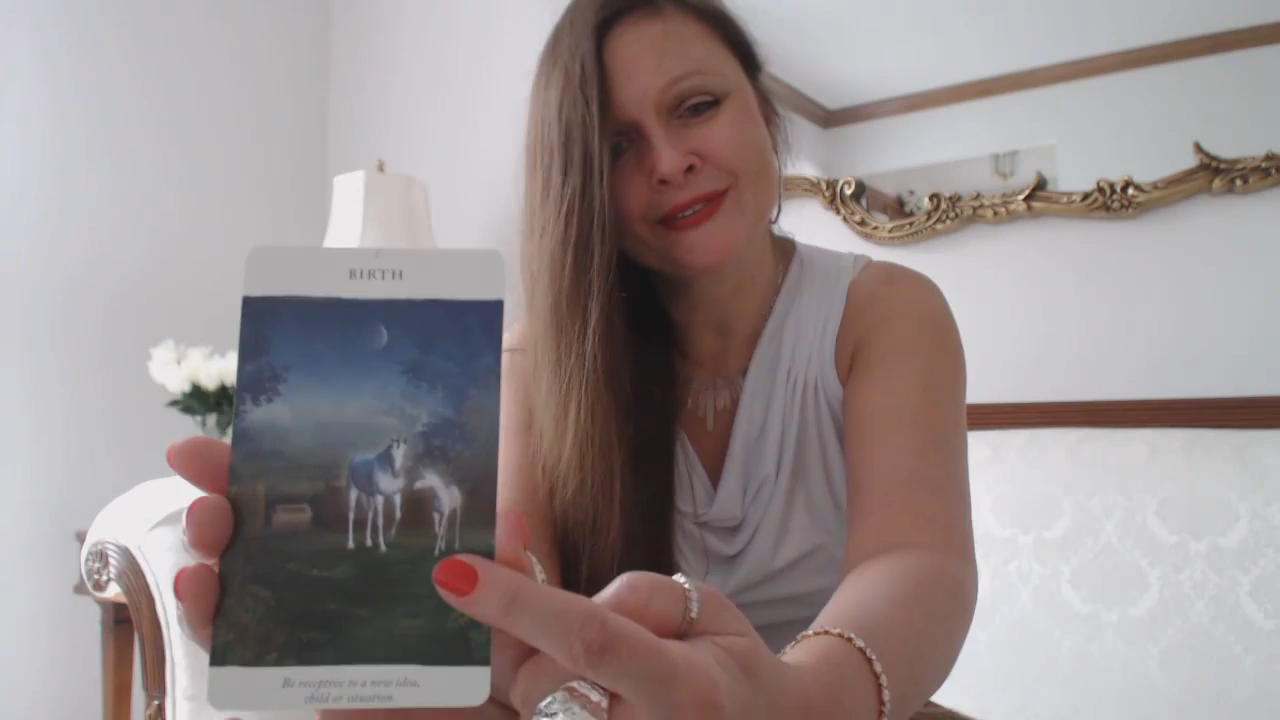 BIRTH
Be receptive to a new idea,
child or situation.